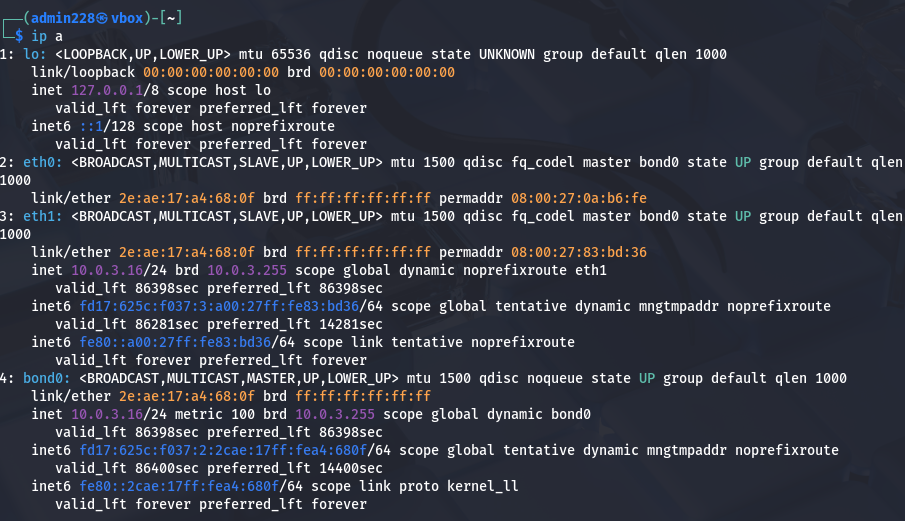 ┌──(admin228㉿vbox)-[~]
└─$ ip a
1: lo: <LOOPBACK,UP,LOWER_UP> mtu 65536 qdisc noqueue state UNKNOWN group default qlen 1000
    link/loopback 00:00:00:00:00:00 brd 00:00:00:00:00:00
    inet 127.0.0.1/8 scope host lo
       valid_lft forever preferred_lft forever
    inet6 ::1/128 scope host noprefixroute
       valid_lft forever preferred_lft forever
2: eth0: <BROADCAST,MULTICAST,SLAVE,UP,LOWER_UP> mtu 1500 qdisc fq_codel master bond0 state UP group default qlen
1000
    link/ether 2e:ae:17:a4:68:0f brd ff:ff:ff:ff:ff:ff permaddr 08:00:27:0a:b6:fe
3: eth1: <BROADCAST,MULTICAST,SLAVE,UP,LOWER_UP> mtu 1500 qdisc fq_codel master bond0 state UP group default qlen
1000
    link/ether 2e:ae:17:a4:68:0f brd ff:ff:ff:ff:ff:ff permaddr 08:00:27:83:bd:36
    inet 10.0.3.16/24 brd 10.0.3.255 scope global dynamic noprefixroute eth1
       valid_lft 86398sec preferred_lft 86398sec
    inet6 fd17:625c:f037:3:a00:27ff:fe83:bd36/64 scope global tentative dynamic mngtmpaddr noprefixroute
       valid_lft 86281sec preferred_lft 14281sec
    inet6 fe80::a00:27ff:fe83:bd36/64 scope link tentative noprefixroute
       valid_lft forever preferred_lft forever
4: bond0: <BROADCAST,MULTICAST,MASTER,UP,LOWER_UP> mtu 1500 qdisc noqueue state UP group default qlen 1000
    link/ether 2e:ae:17:a4:68:0f brd ff:ff:ff:ff:ff:ff
    inet 10.0.3.16/24 metric 100 brd 10.0.3.255 scope global dynamic bond0
       valid_lft 86398sec preferred_lft 86398sec
    inet6 fd17:625c:f037:2:2cae:17ff:fea4:680f/64 scope global tentative dynamic mngtmpaddr noprefixroute
       valid_lft 86400sec preferred_lft 14400sec
    inet6 fe80::2cae:17ff:fea4:680f/64 scope link proto kernel_ll
       valid_lft forever preferred_lft forever